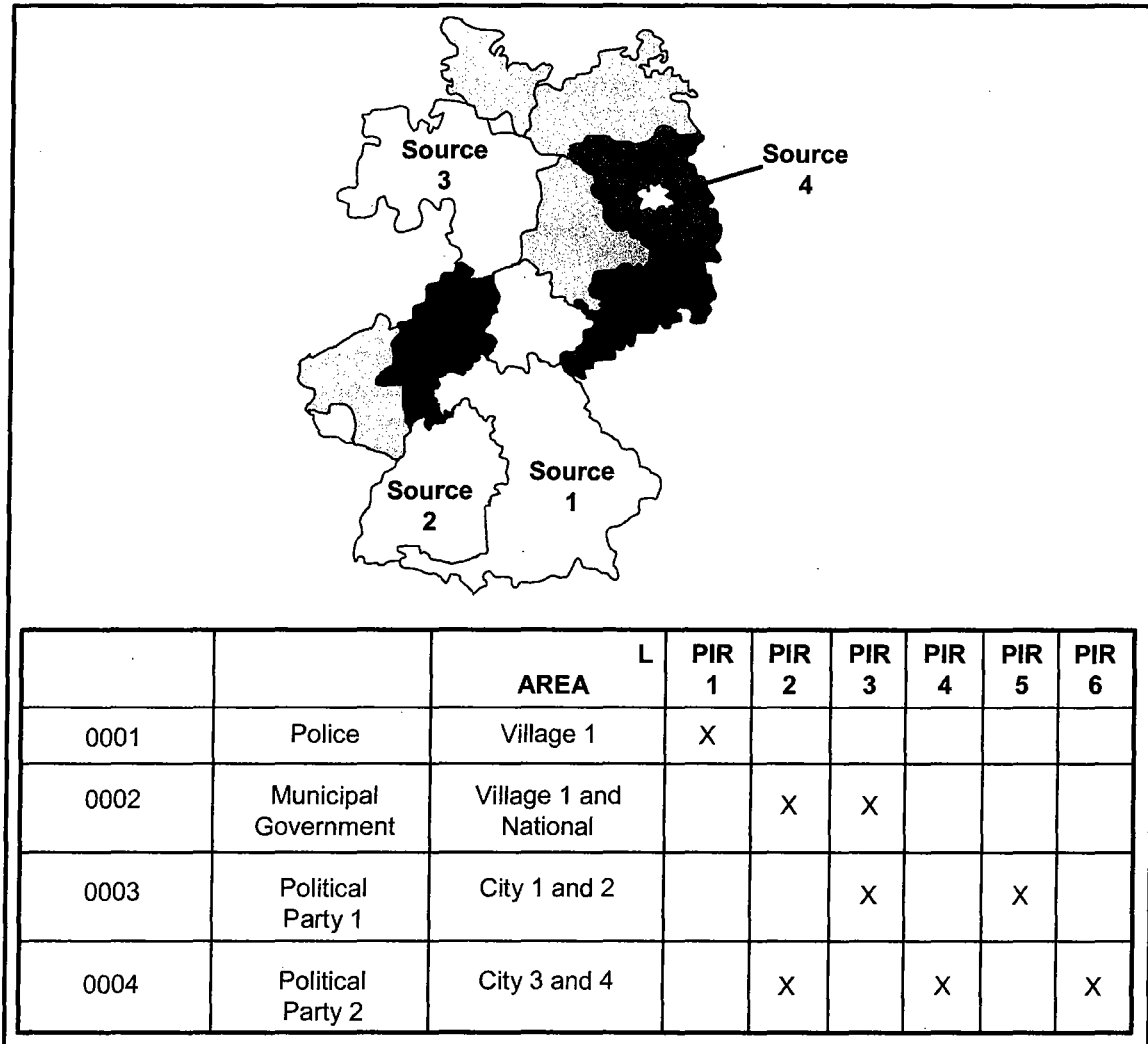 Source
3
Source
4
Source
1
Source
2
L
AREA
PIR
1
PIR
2
PIR
3
PIR
4
PIR
5
PIR
6
0001
Police
Village 1
X
0002
Municipal
Government
Village 1 and
National
X
X
0003
Political
Party 1
City 1 and 2
X
X
0004
Political
Party 2
City 3 and 4
X
X
X